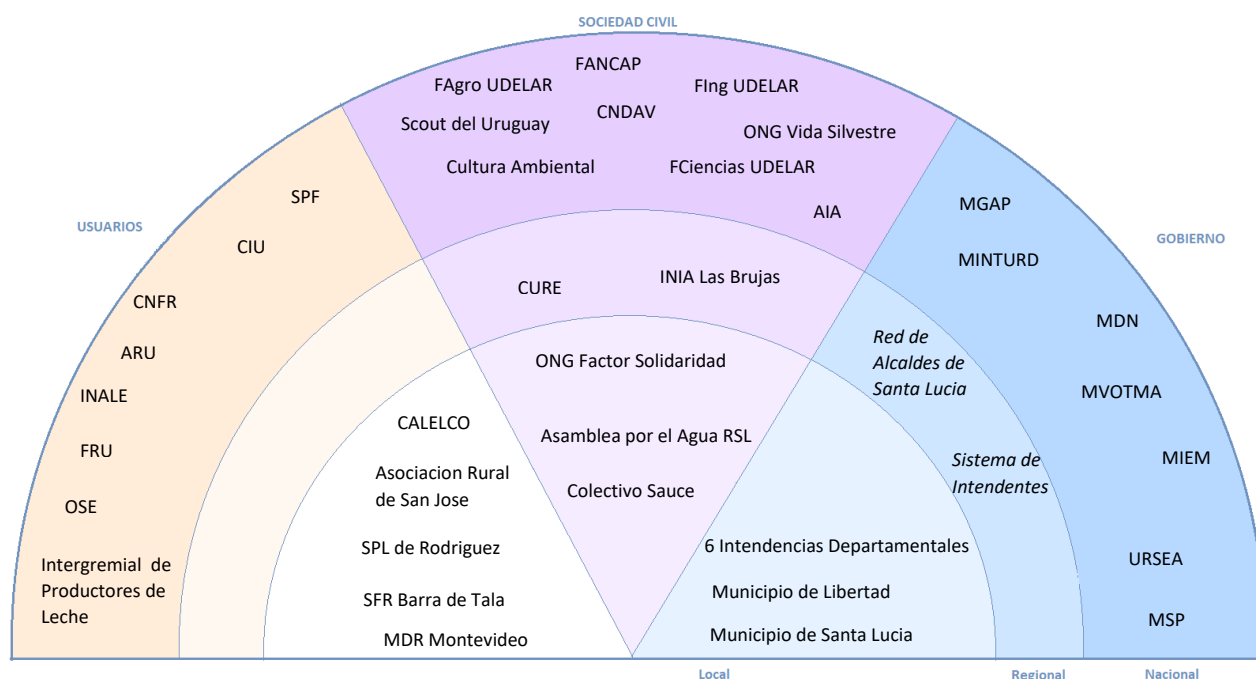 SOCIEDAD CIVIL
FANCAP
FAgro UDELAR
FIng UDELAR
CNDAV
Scout del Uruguay
ONG Vida Silvestre
Cultura Ambiental
FCiencias UDELAR
AIA
CURE
INIA Las Brujas
ONG Factor Solidaridad
Asamblea por el Agua RSL
Colectivo Sauce
USUARIOS
SPF
CIU
CNFR
ARU
INALE
FRU
OSE
Intergremial de
Productores de
Leche
CALELCO
Asociacion Rural
de San Jose
SPL de Rodriguez
SFR Barra de Tala
MDR Montevideo
GOBIERNO
MGAP
MINTURD
MDN
MVOTMA
MIEM
URSEA
MSP
Red de
Alcaldes de
Santa Lucia
Sistema de
Intendentes
6 Intendencias Departamentales
Municipio de Libertad
Municipio de Santa Lucia
Local
Regional
Nacional